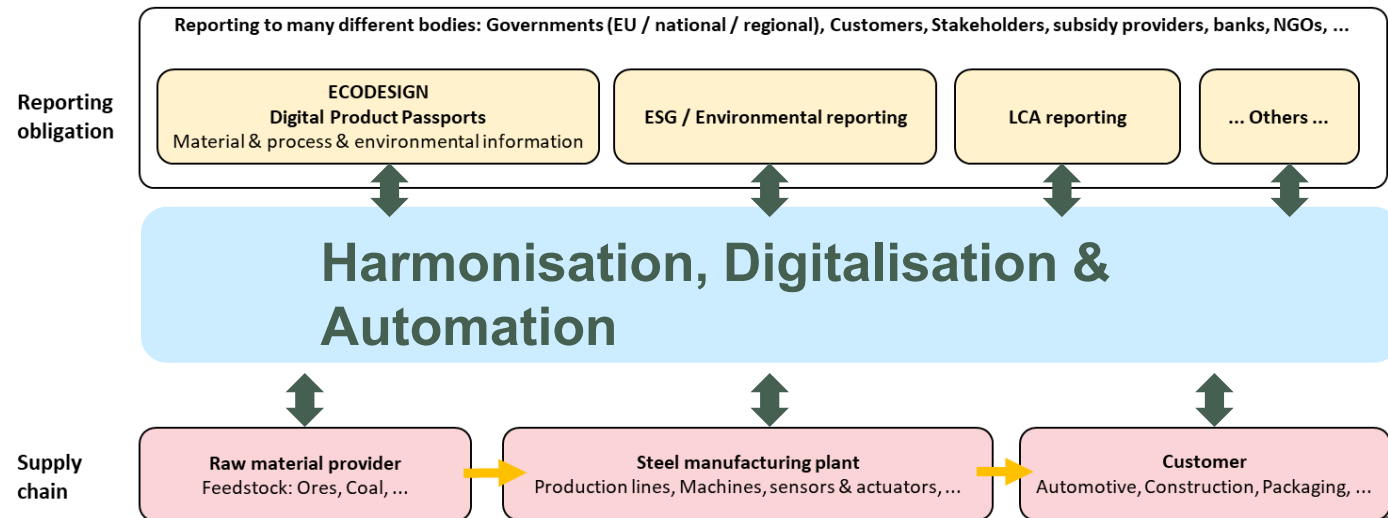 Reporting to many different bodies: Governments (EU / national / regional), Customers, Stakeholders, subsidy providers, banks, NGOs, ...
Reporting
obligation
ECODESIGN
Digital Product Passports
Material & process & environmental information
ESG / Environmental reporting
LCA reporting
... Others ...
Harmonisation, Digitalisation &
Automation
Supply
chain
Raw material provider
Feedstock: Ores, Coal, ...
Steel manufacturing plant
Production lines, Machines, sensors & actuators, ...
Customer
Automotive, Construction, Packaging, ...